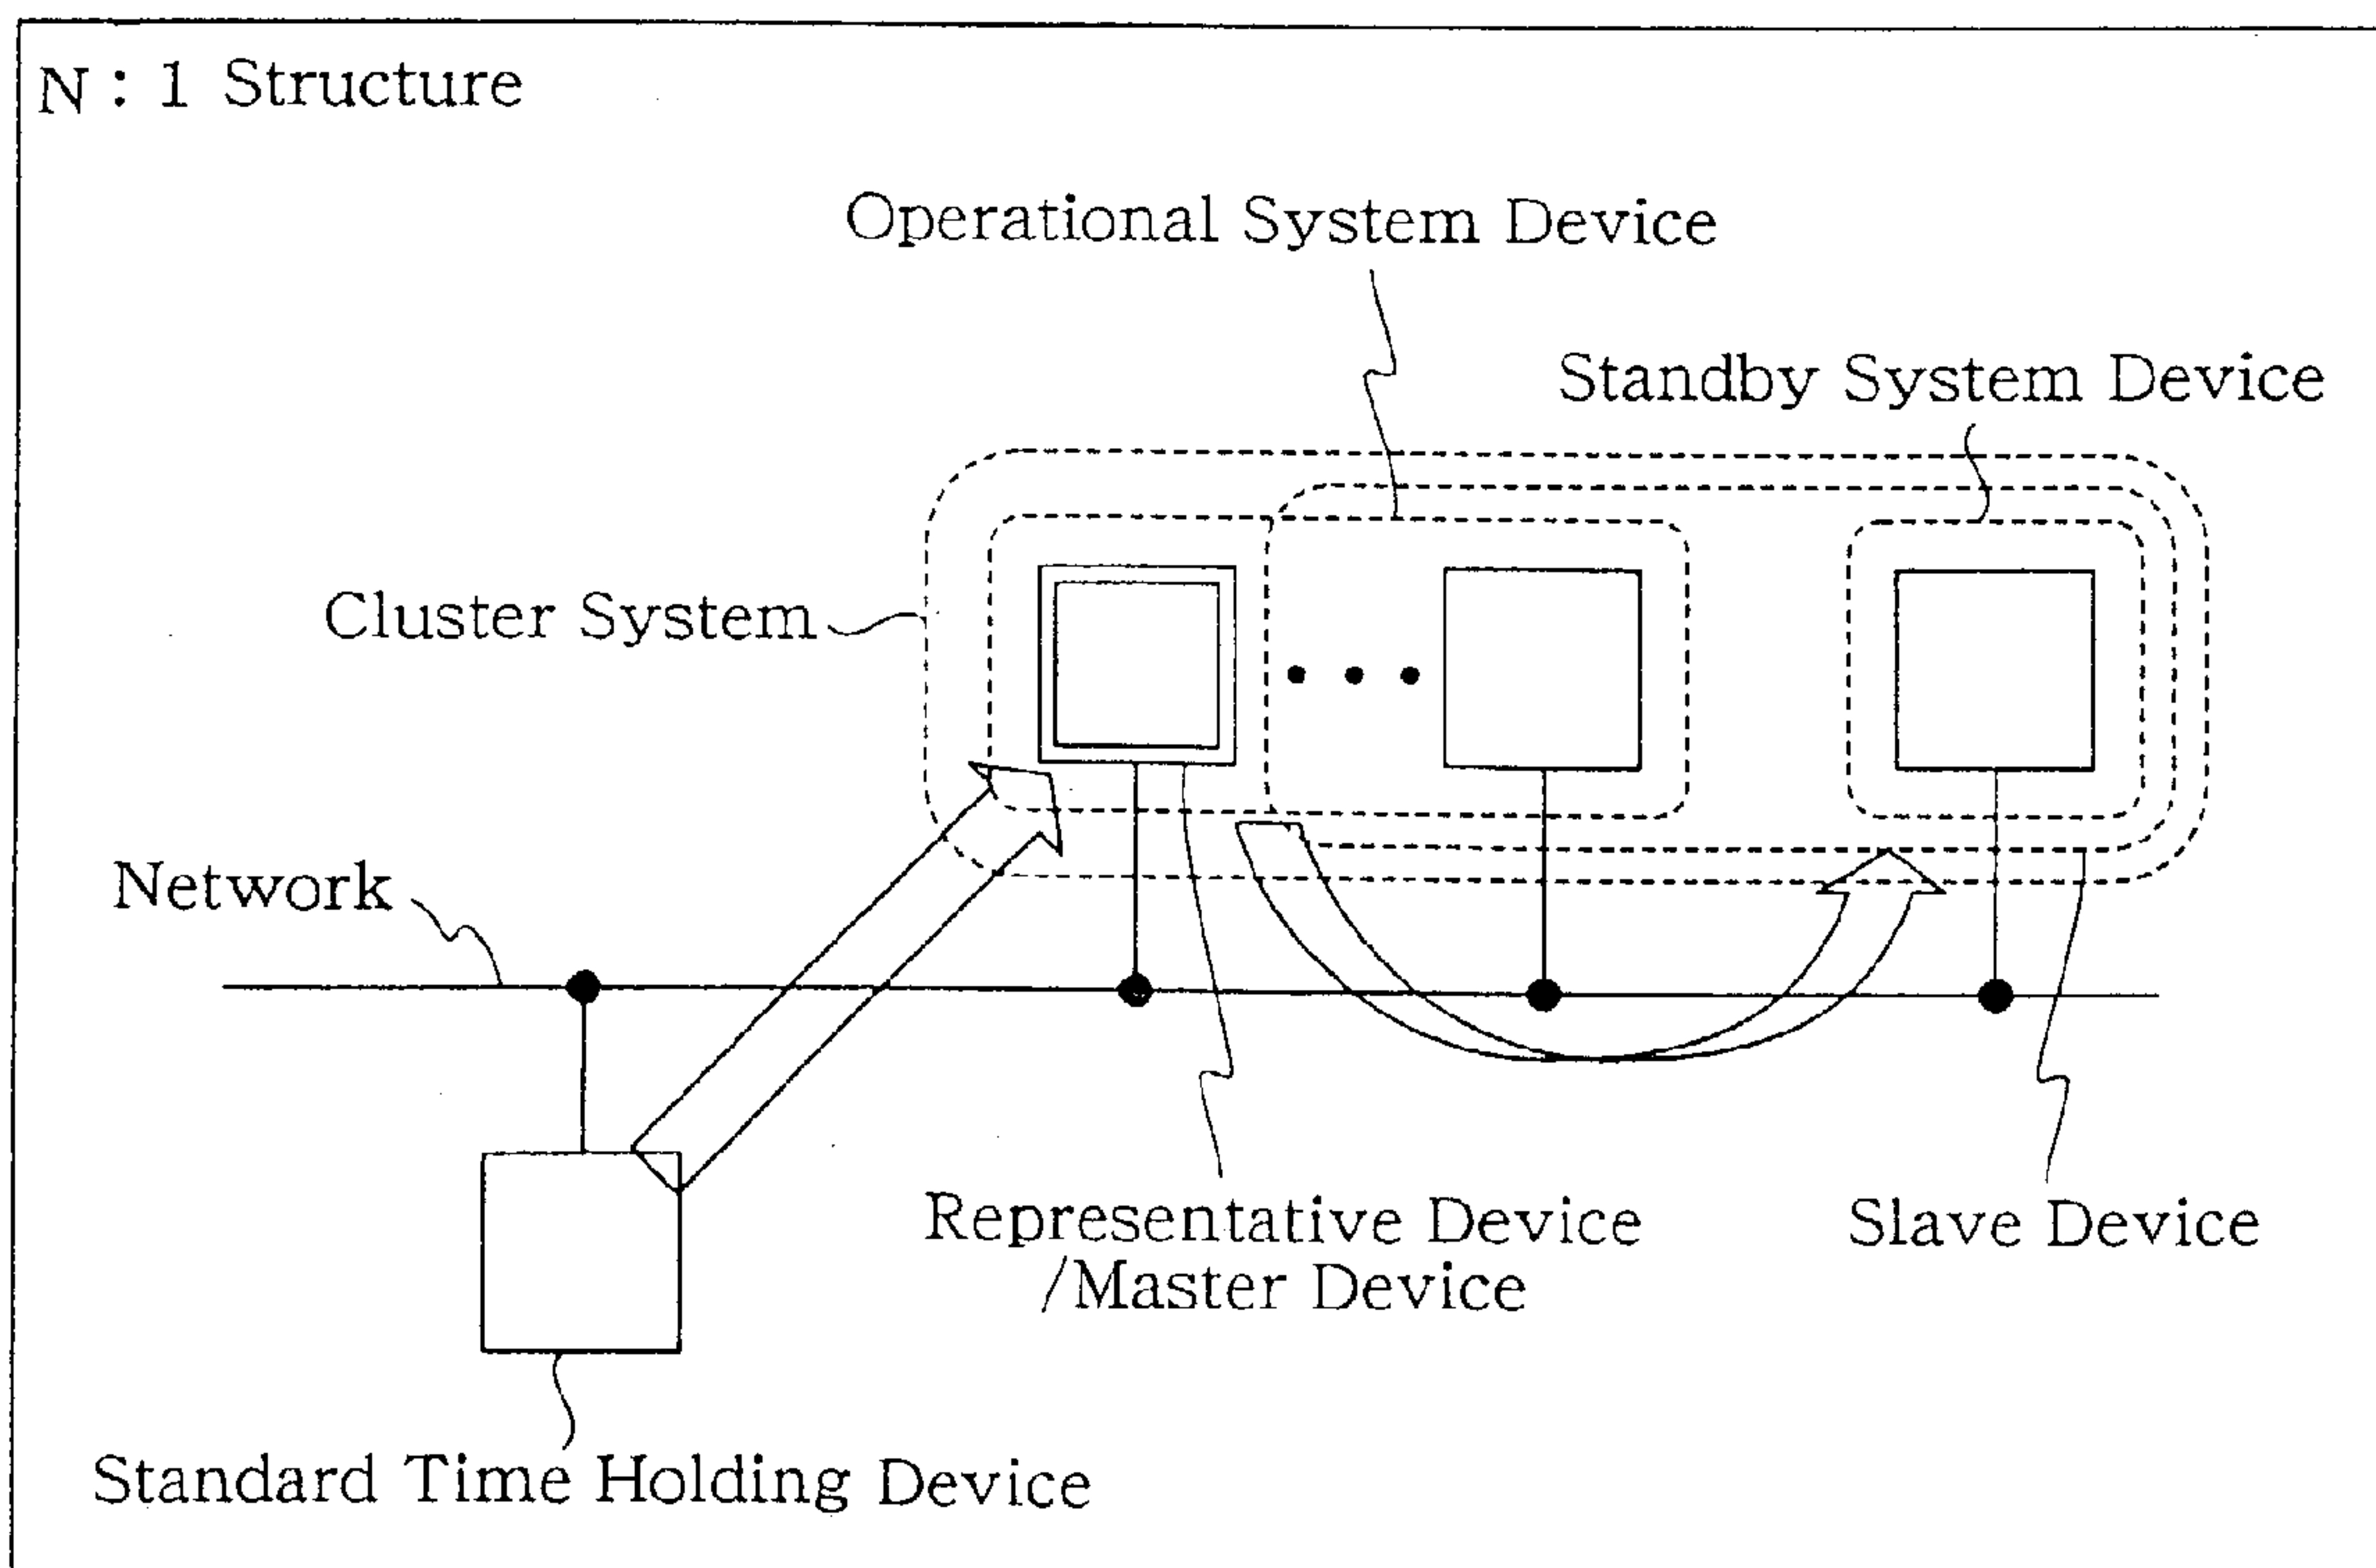 N : 1 Structure
Operational System Device
Standby System Device
Cluster System
Network
Representative Device
/Master Device
Slave Device
Standard Time Holding Device